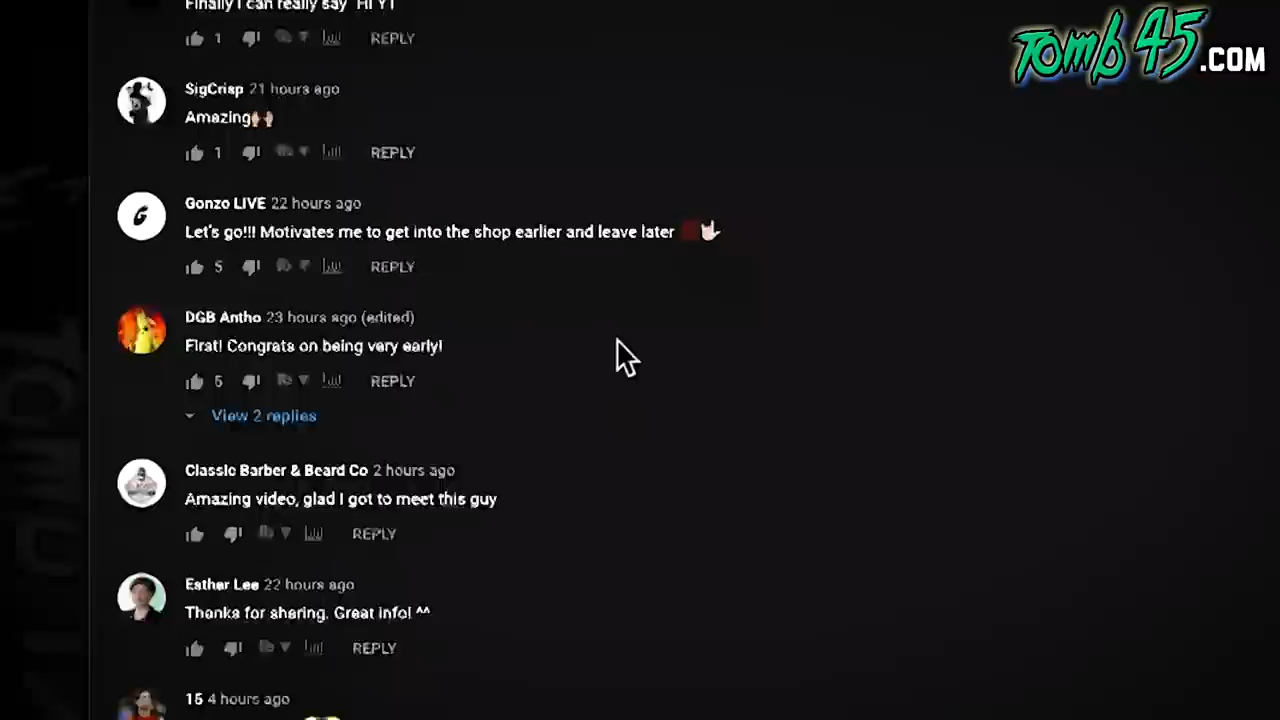 Finally I can really say "HI YT
1 REPLY
TOMB 45.COM
SigCrisp 21 hours ago
Amazing🙌🏻
1 REPLY
Gonzo LIVE 22 hours ago
Let's go!!! Motivates me to get into the shop earlier and leave later
5 REPLY
DGB Antho 23 hours ago (edited)
First! Congrats on being very early!
5 REPLY
View 2 replies
Classic Barber & Beard Co 2 hours ago
Amazing video, glad I got to meet this guy
REPLY
Esther Lee 22 hours ago
Thanks for sharing. Great info! ^^
REPLY
15 4 hours ago